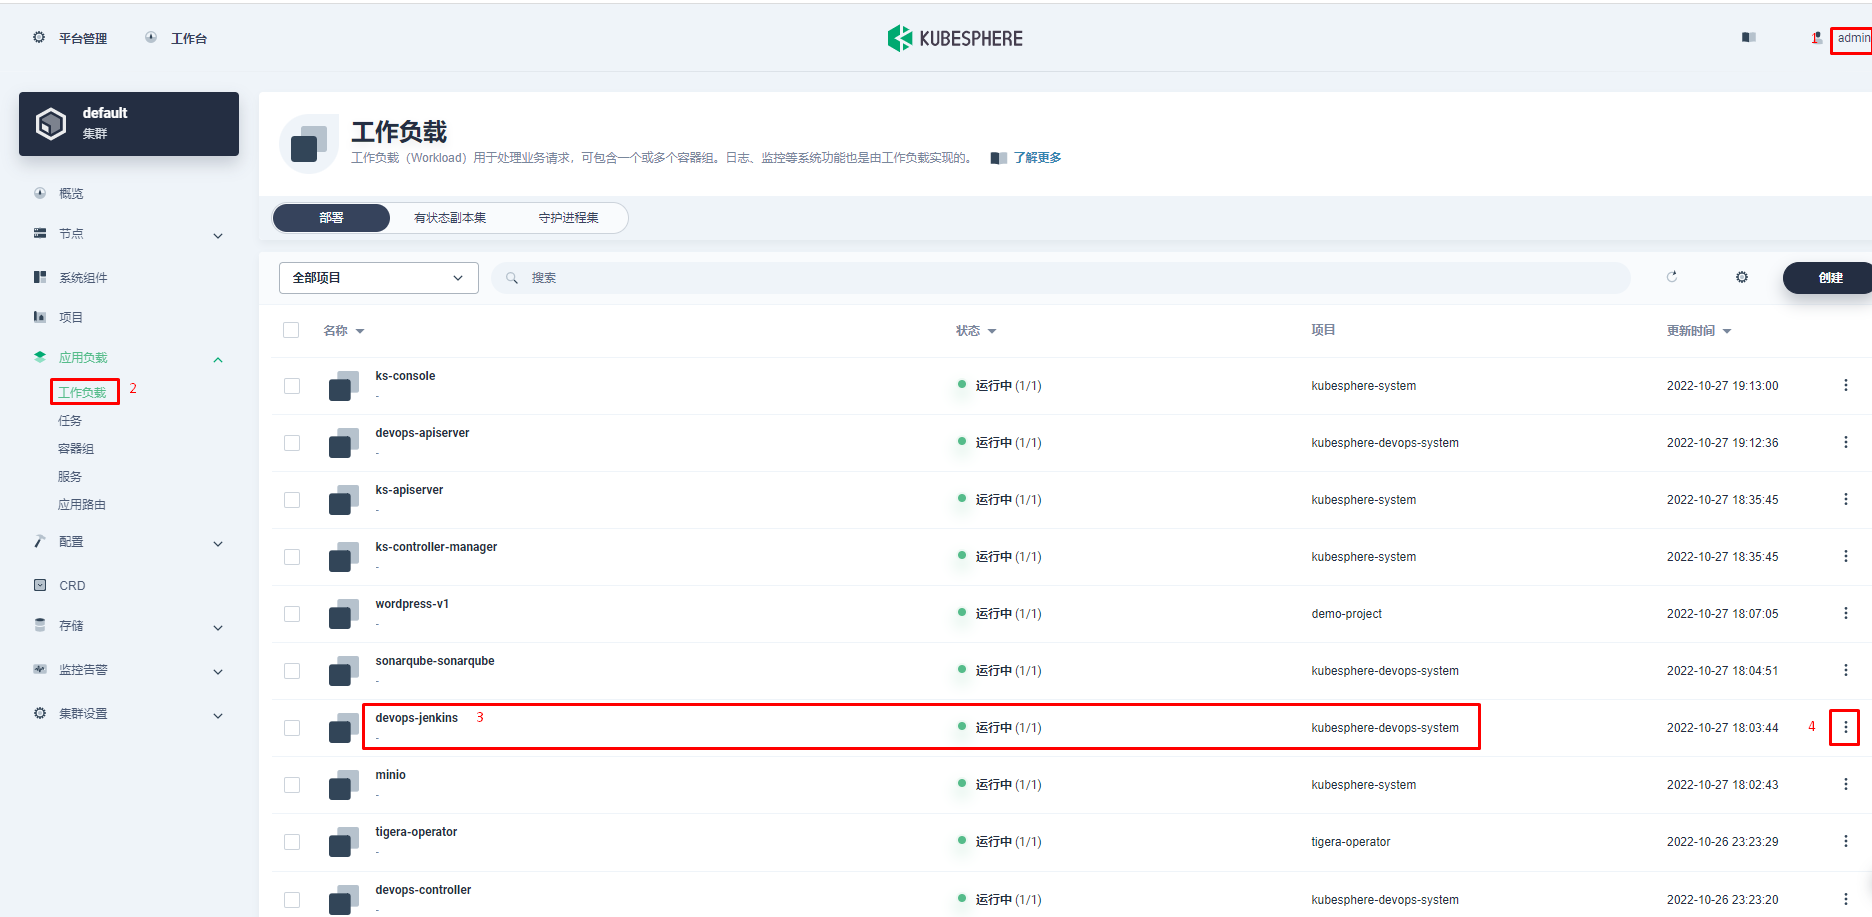 平台管理 工作台 KUBESPHERE 1 admin
default
集群
工作负载
工作负载（Workload）用于处理业务请求，可包含一个或多个容器组。日志、监控等系统功能也是由工作负载实现的。 了解更多
概览
节点
系统组件
项目
应用负载
工作负载 2
任务
容器组
服务
应用路由
配置
CRD
存储
监控告警
集群设置
部署 有状态副本集 守护进程集
全部项目 搜索 创建
名称 状态 项目 更新时间
ks-console 运行中 (1/1) kubesphere-system 2022-10-27 19:13:00
-
devops-apiserver 运行中 (1/1) kubesphere-devops-system 2022-10-27 19:12:36
-
ks-apiserver 运行中 (1/1) kubesphere-system 2022-10-27 18:35:45
-
ks-controller-manager 运行中 (1/1) kubesphere-system 2022-10-27 18:35:45
-
wordpress-v1 运行中 (1/1) demo-project 2022-10-27 18:07:05
-
sonarqube-sonarqube 运行中 (1/1) kubesphere-devops-system 2022-10-27 18:04:51
-
devops-jenkins 3 运行中 (1/1) kubesphere-devops-system 2022-10-27 18:03:44 4
-
minio 运行中 (1/1) kubesphere-system 2022-10-27 18:02:43
-
tigera-operator 运行中 (1/1) tigera-operator 2022-10-26 23:23:29
-
devops-controller 运行中 (1/1) kubesphere-devops-system 2022-10-26 23:23:20
-